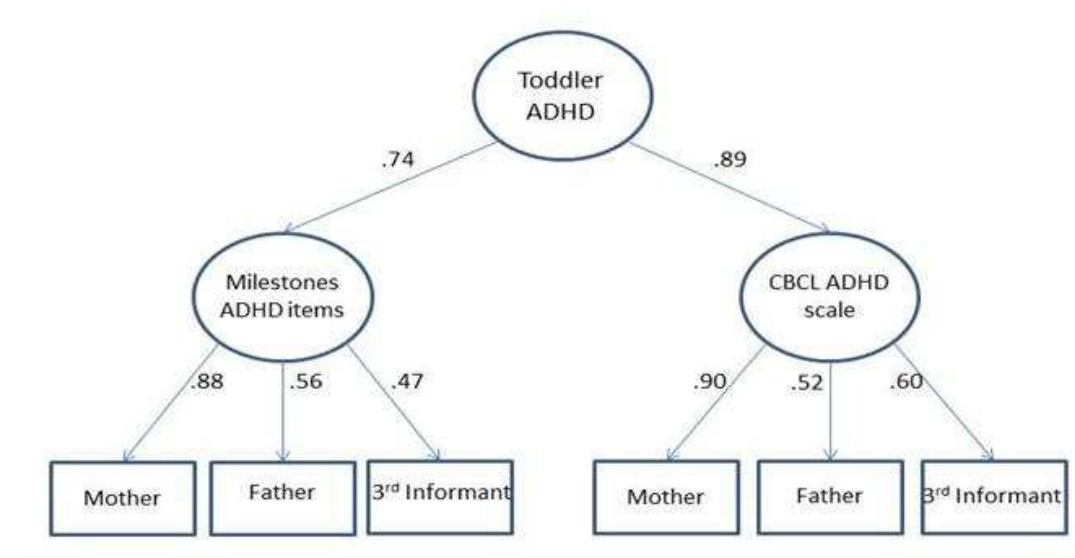 Toddler
ADHD
.74
.89
Milestones
ADHD items
CBCL ADHD
scale
.88
.56
.47
.90
.52
.60
Mother
Father
3rd Informant
Mother
Father
3rd Informant